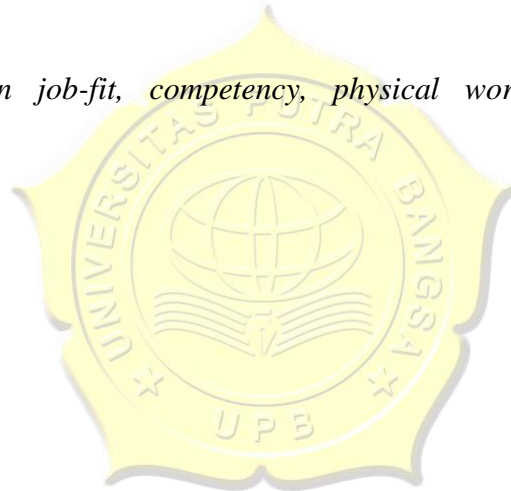 n job-fit, competency, physical wor
UNIVERSITAS PUTRA BANGSA
UPB